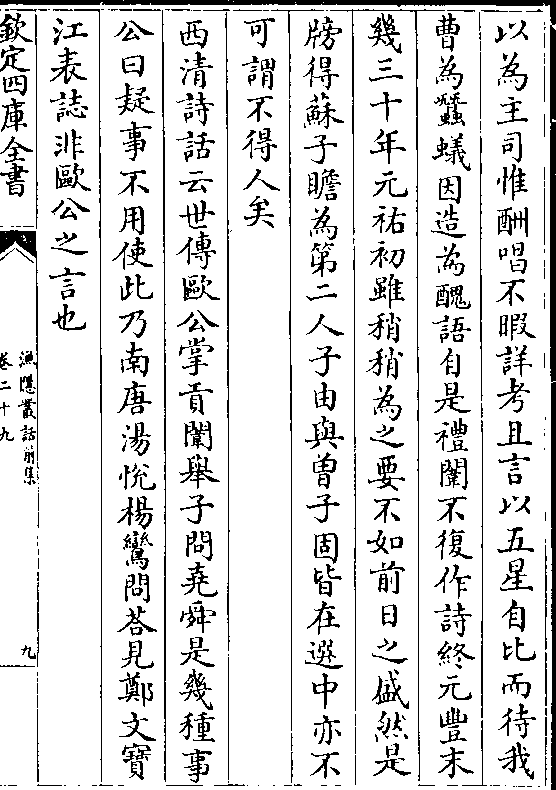 以為主司惟酬唱不暇詳考且言以五星自比而待我
曹為蠶蟻因造為醜語自是禮闈不復作詩終元豐末
幾三十年元祐初雖稍稍為之要不如前日之盛然是
牓得蘇子瞻為第二人子由與曾子固皆在選中亦不
可謂不得人矣
西清詩話云世傳歐公掌貢闈舉子問堯舜是幾種事
公曰疑事不用使此乃南唐湯悅楊鸞問荅見鄭文寶
江表誌非歐公之言也
欽定四庫全書
漁隱叢話前集
卷二十九
九